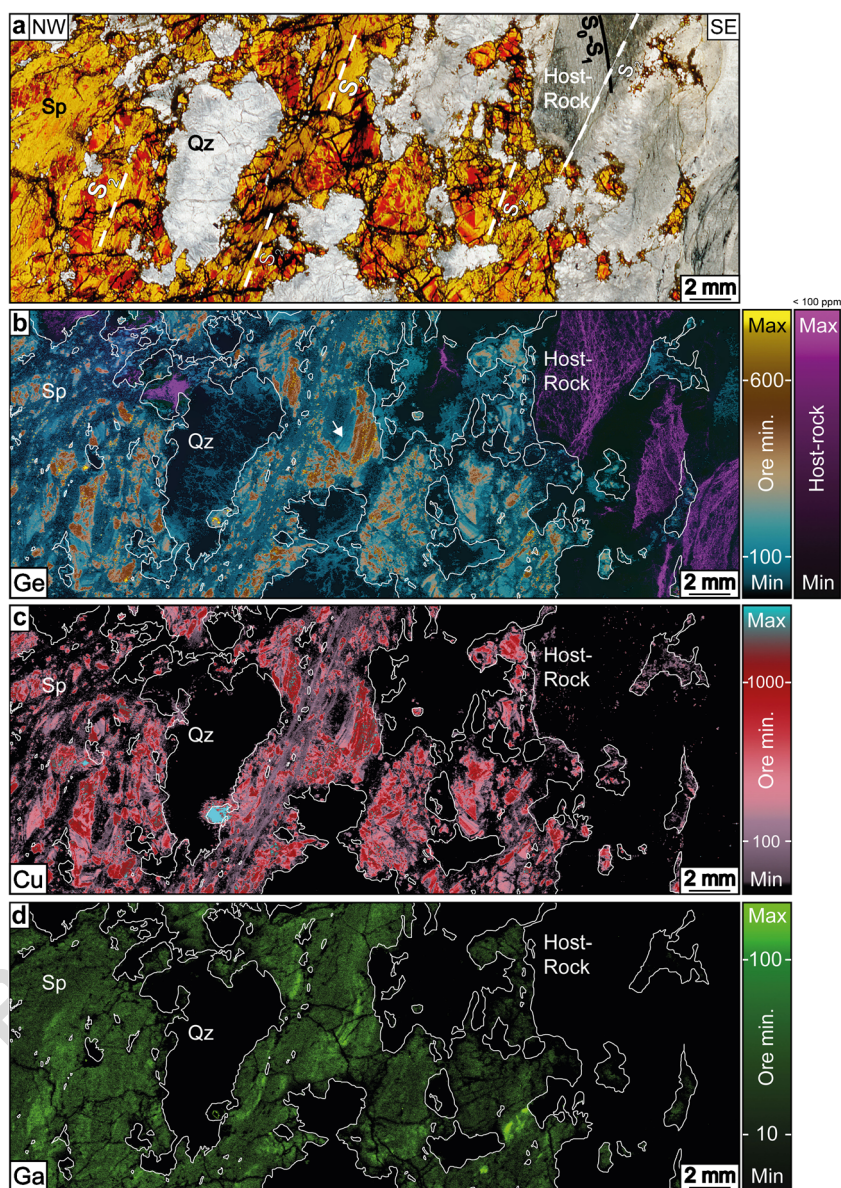 a NW
SE
S₀-S₁
Host-
Rock
S₂
Sp
Qz
S₂
S₂
S₂
S₂
2 mm
< 100 ppm
b
Host-
Rock
Sp
Qz
Ge
2 mm
Max
600
Ore min.
100
Min
Max
Host-rock
Min
c
Host-
Rock
Sp
Qz
Cu
2 mm
Max
1000
Ore min.
100
Min
d
Host-
Rock
Sp
Qz
Ga
2 mm
Max
100
Ore min.
10
Min